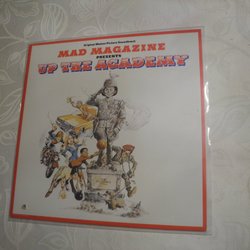 Original Motion Picture Soundtrack
MAD MAGAZINE
PRESENTS
UP THE ACADEMY